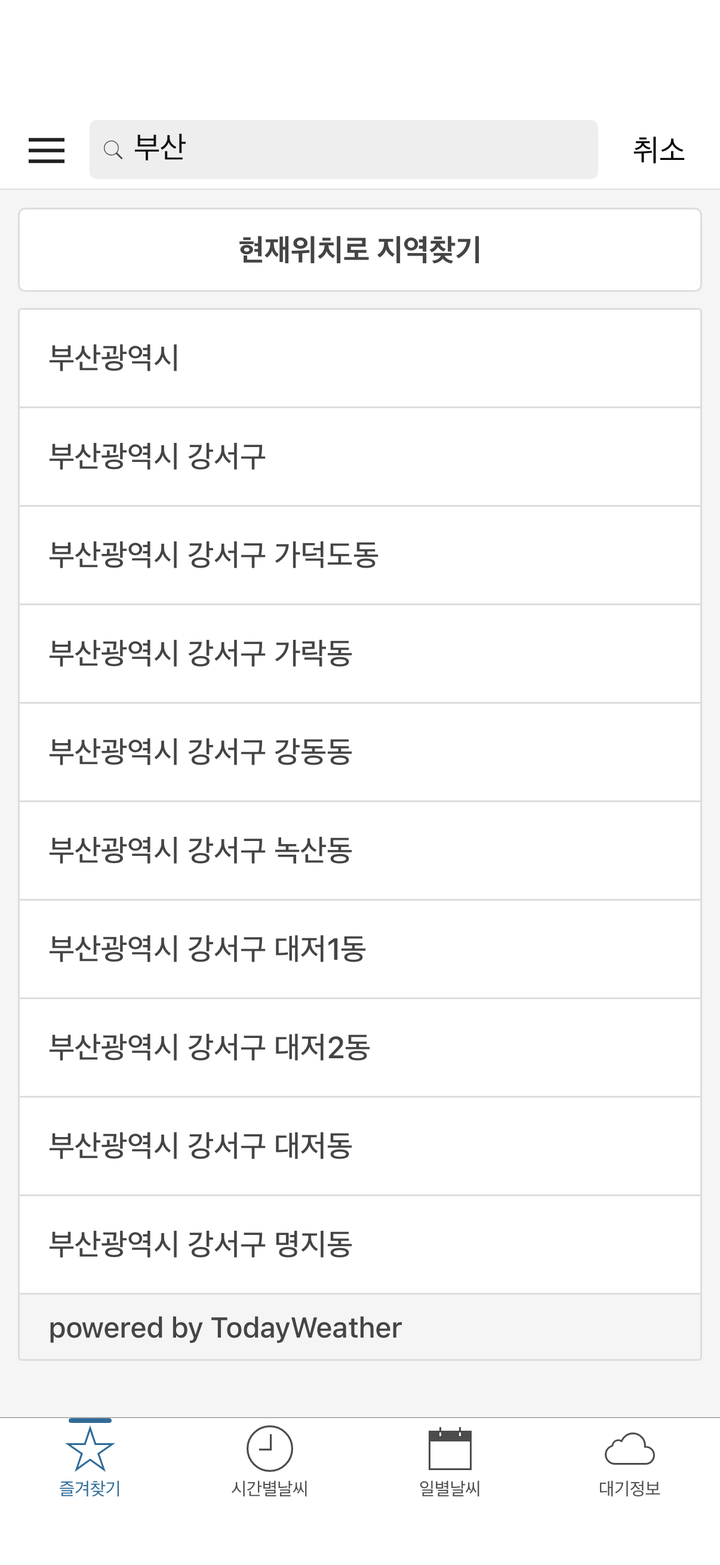 부산
취소
현재위치로 지역찾기
부산광역시
부산광역시 강서구
부산광역시 강서구 가덕도동
부산광역시 강서구 가락동
부산광역시 강서구 강동동
부산광역시 강서구 녹산동
부산광역시 강서구 대저1동
부산광역시 강서구 대저2동
부산광역시 강서구 대저동
부산광역시 강서구 명지동
powered by TodayWeather
즐겨찾기
시간별날씨
일별날씨
대기정보